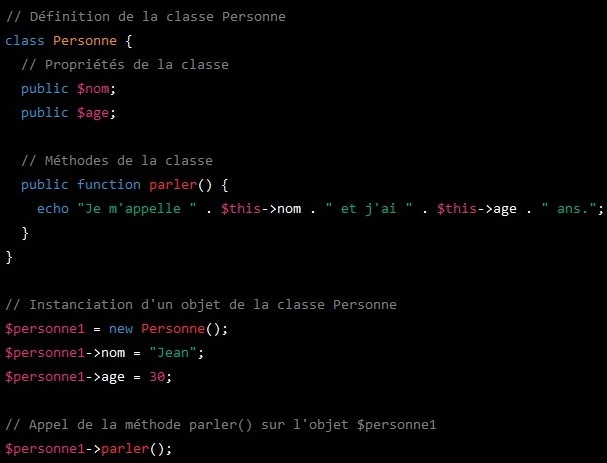 // Définition de la classe Personne
class Personne {
  // Propriétés de la classe
  public $nom;
  public $age;

  // Méthodes de la classe
  public function parler() {
    echo "Je m'appelle " . $this->nom . " et j'ai " . $this->age . " ans.";
  }
}

// Instanciation d'un objet de la classe Personne
$personne1 = new Personne();
$personne1->nom = "Jean";
$personne1->age = 30;

// Appel de la méthode parler() sur l'objet $personne1
$personne1->parler();